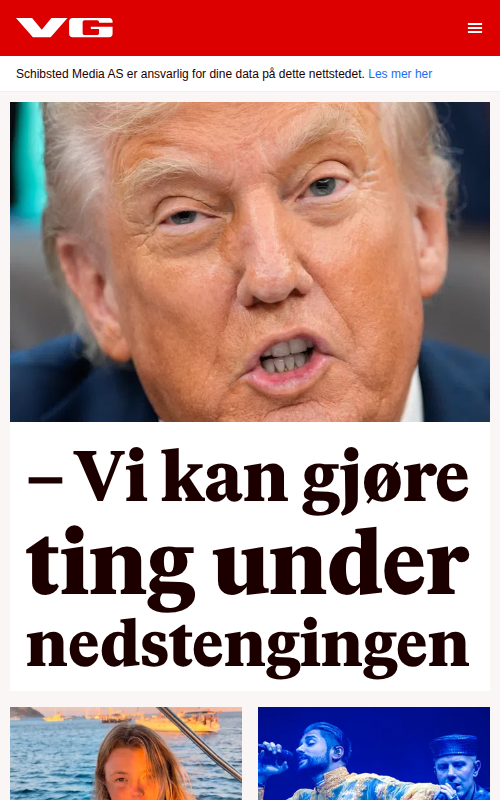 VG
Schibsted Media AS er ansvarlig for dine data på dette nettstedet. Les mer her
– Vi kan gjøre
ting under
nedstengingen